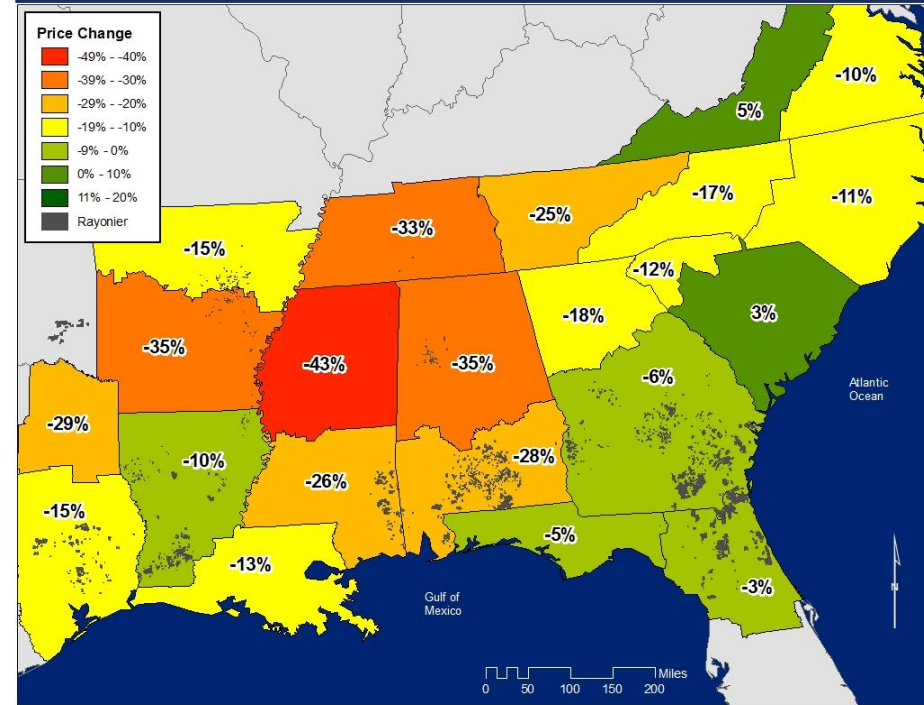 Price Change
-49% - -40%
-39% - -30%
-29% - -20%
-19% - -10%
-9% - 0%
0% - 10%
11% - 20%
Rayonier
-10%
5%
-17%
-11%
-25%
-33%
-15%
-12%
3%
-18%
-35%
-43%
-35%
-6%
Atlantic
Ocean
-29%
-10%
-28%
-26%
-15%
-5%
-13%
-3%
N
Gulf of
Mexico
Miles
0 50 100 150 200